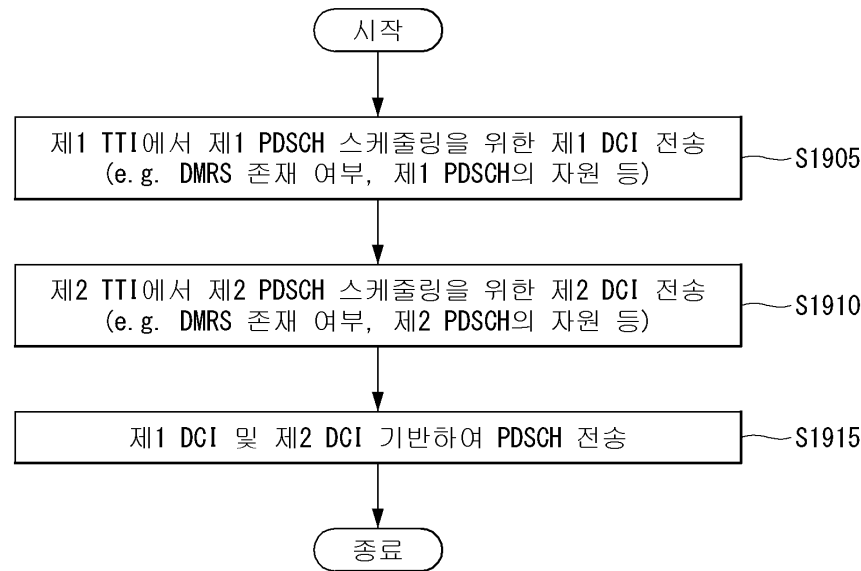 시작
제1 TTI에서 제1 PDSCH 스케줄링을 위한 제1 DCI 전송
(e.g. DMRS 존재 여부, 제1 PDSCH의 자원 등)
S1905
제2 TTI에서 제2 PDSCH 스케줄링을 위한 제2 DCI 전송
(e.g. DMRS 존재 여부, 제2 PDSCH의 자원 등)
S1910
제1 DCI 및 제2 DCI 기반하여 PDSCH 전송
S1915
종료